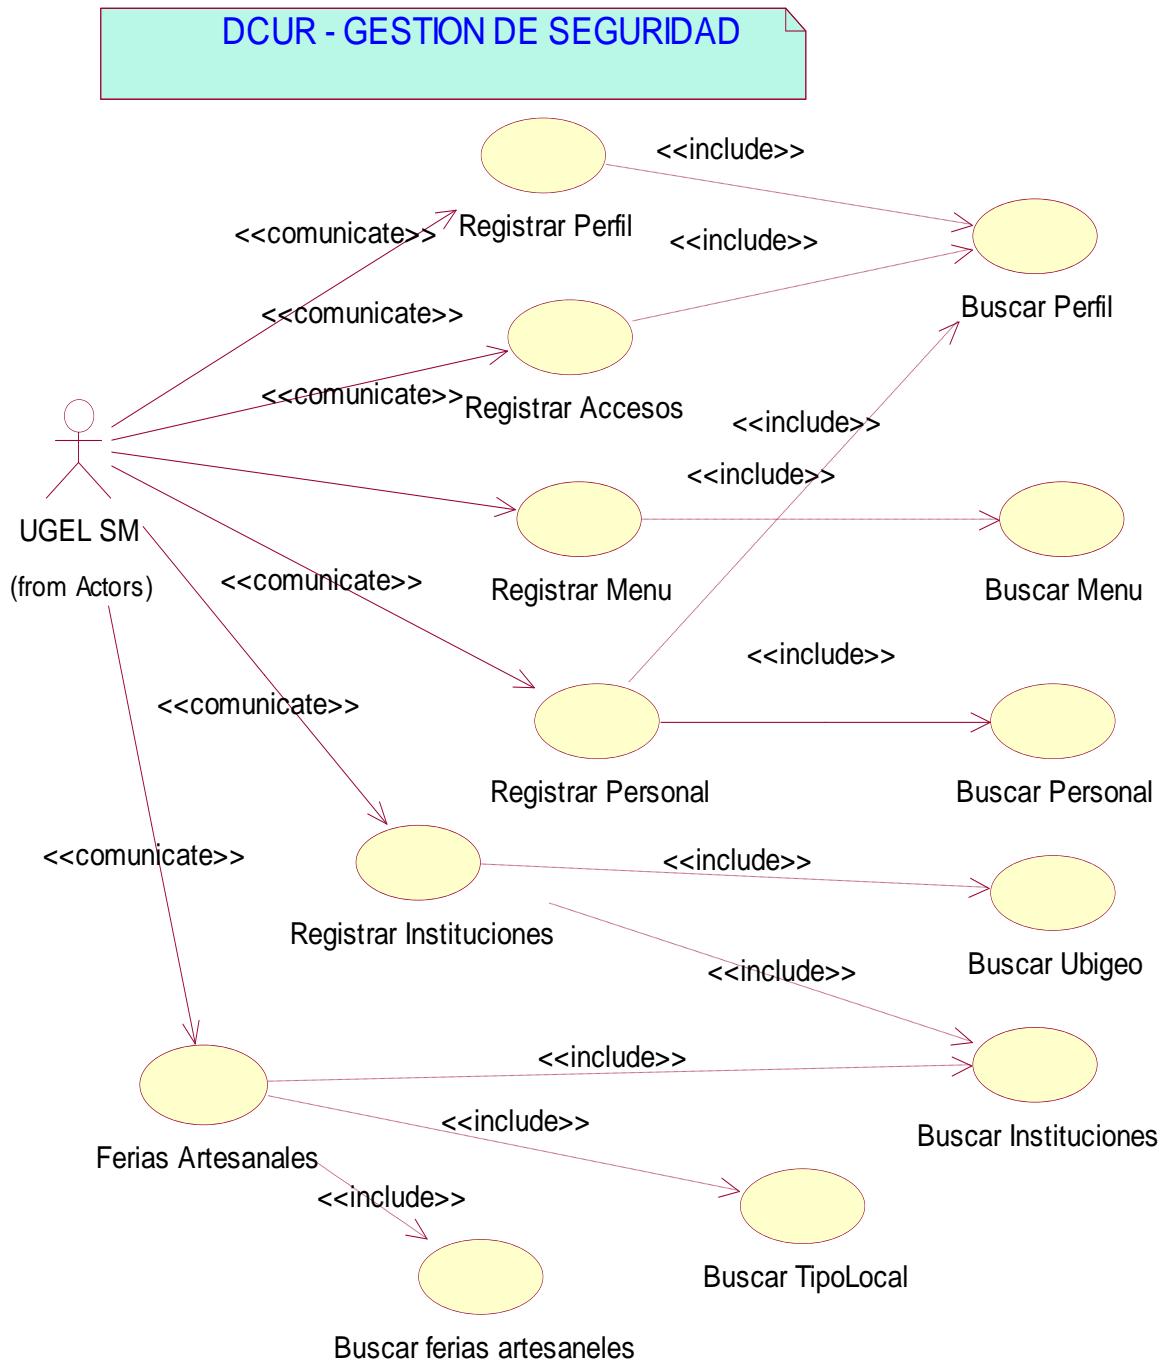 DCUR - GESTION DE SEGURIDAD
<<include>>
Registrar Perfil
<<comunicate>>
<<include>>
Buscar Perfil
<<comunicate>>
<<comunicate>>
Registrar Accesos
<<include>>
<<include>>
UGEL SM
(from Actors)
<<comunicate>>
Registrar Menu
Buscar Menu
<<include>>
<<comunicate>>
Registrar Personal
Buscar Personal
<<comunicate>>
<<include>>
Registrar Instituciones
Buscar Ubigeo
<<include>>
<<include>>
<<include>>
Buscar Instituciones
Ferias Artesanales
<<include>>
Buscar TipoLocal
Buscar ferias artesaneles